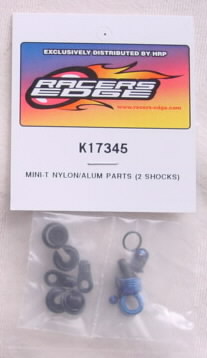 EXCLUSIVELY DISTRIBUTED BY HRP
RACERS
EDGE
www.racers-edge.com
K17345
MINI-T NYLON/ALUM PARTS (2 SHOCKS)